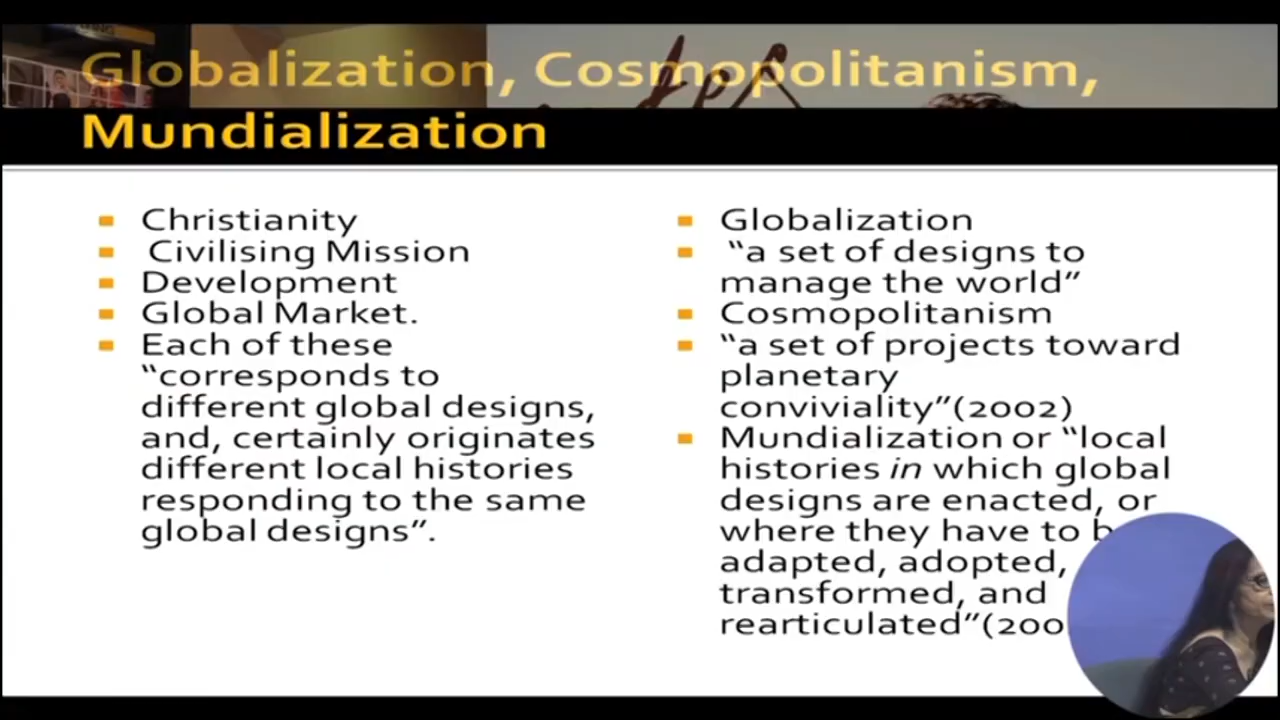 Globalization, Cosmopolitanism,
Mundialization
Christianity
Civilising Mission
Development
Global Market.
Each of these
“corresponds to
different global designs,
and, certainly originates
different local histories
responding to the same
global designs”.
Globalization
“a set of designs to
manage the world”
Cosmopolitanism
“a set of projects toward
planetary
conviviality”(2002)
Mundialization or “local
histories in which global
designs are enacted, or
where they have to
adapted, adopted,
transformed, and
rearticulated”